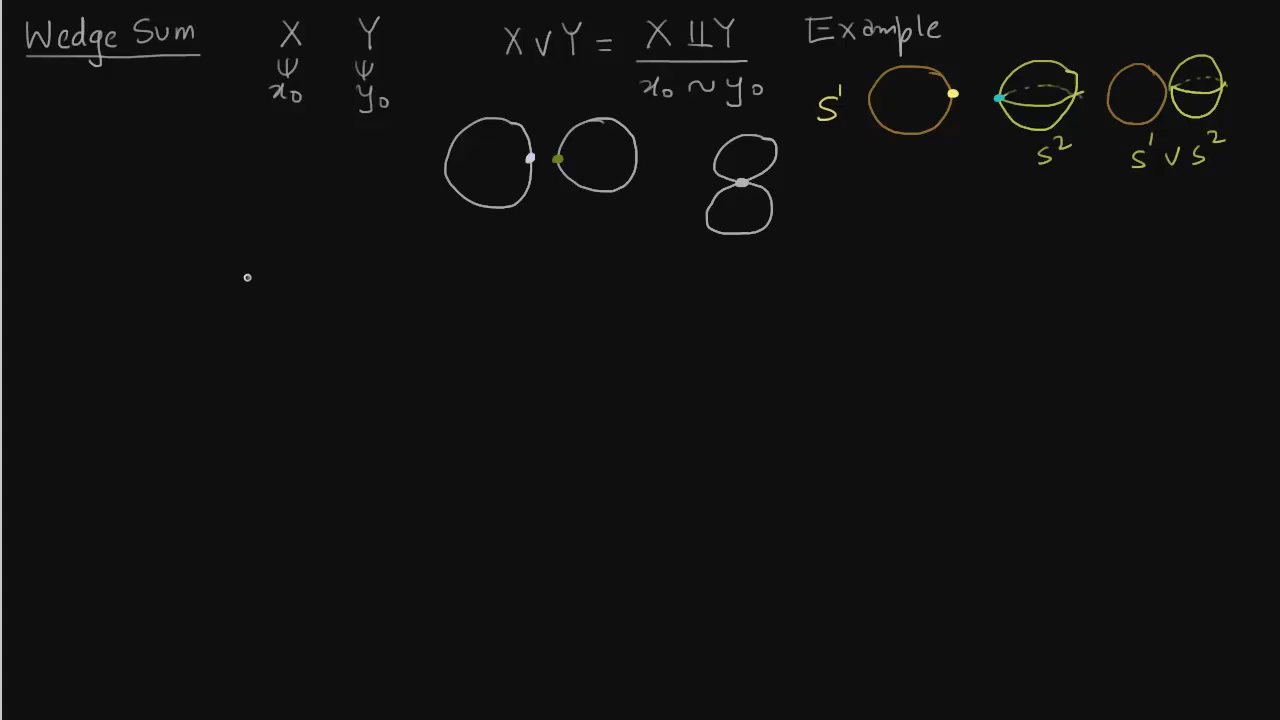 Wedge Sum X Y X ∨ Y = X ⨿ Y Example
Ψ Ψ
x₀ y₀ x₀ ~ y₀
S¹
S² S¹ ∨ S²